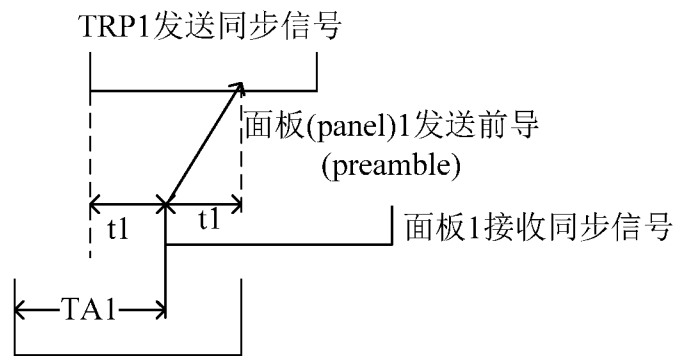 TRP1发送同步信号
面板(panel)1发送前导
(preamble)
t1
t1
面板1接收同步信号
TA1